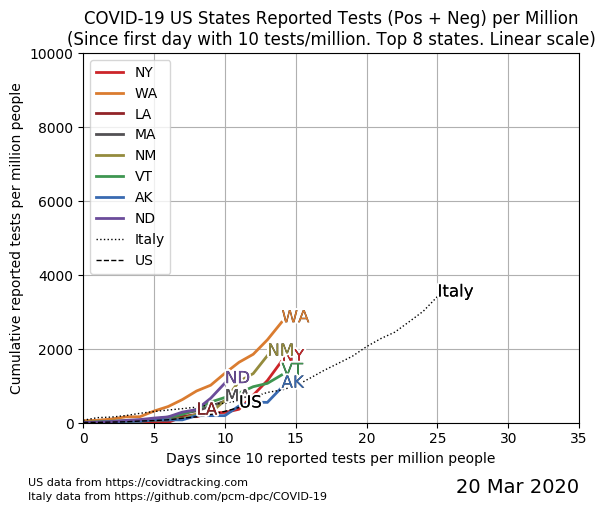 COVID-19 US States Reported Tests (Pos + Neg) per Million
(Since first day with 10 tests/million. Top 8 states. Linear scale)
Cumulative reported tests per million people
10000
8000
6000
4000
2000
0
NY
WA
LA
MA
NM
VT
AK
ND
Italy
US
Italy
WA
NM
NY
VT
AK
ND
MA
US
LA
0 5 10 15 20 25 30 35
Days since 10 reported tests per million people
US data from https://covidtracking.com
Italy data from https://github.com/pcm-dpc/COVID-19
20 Mar 2020